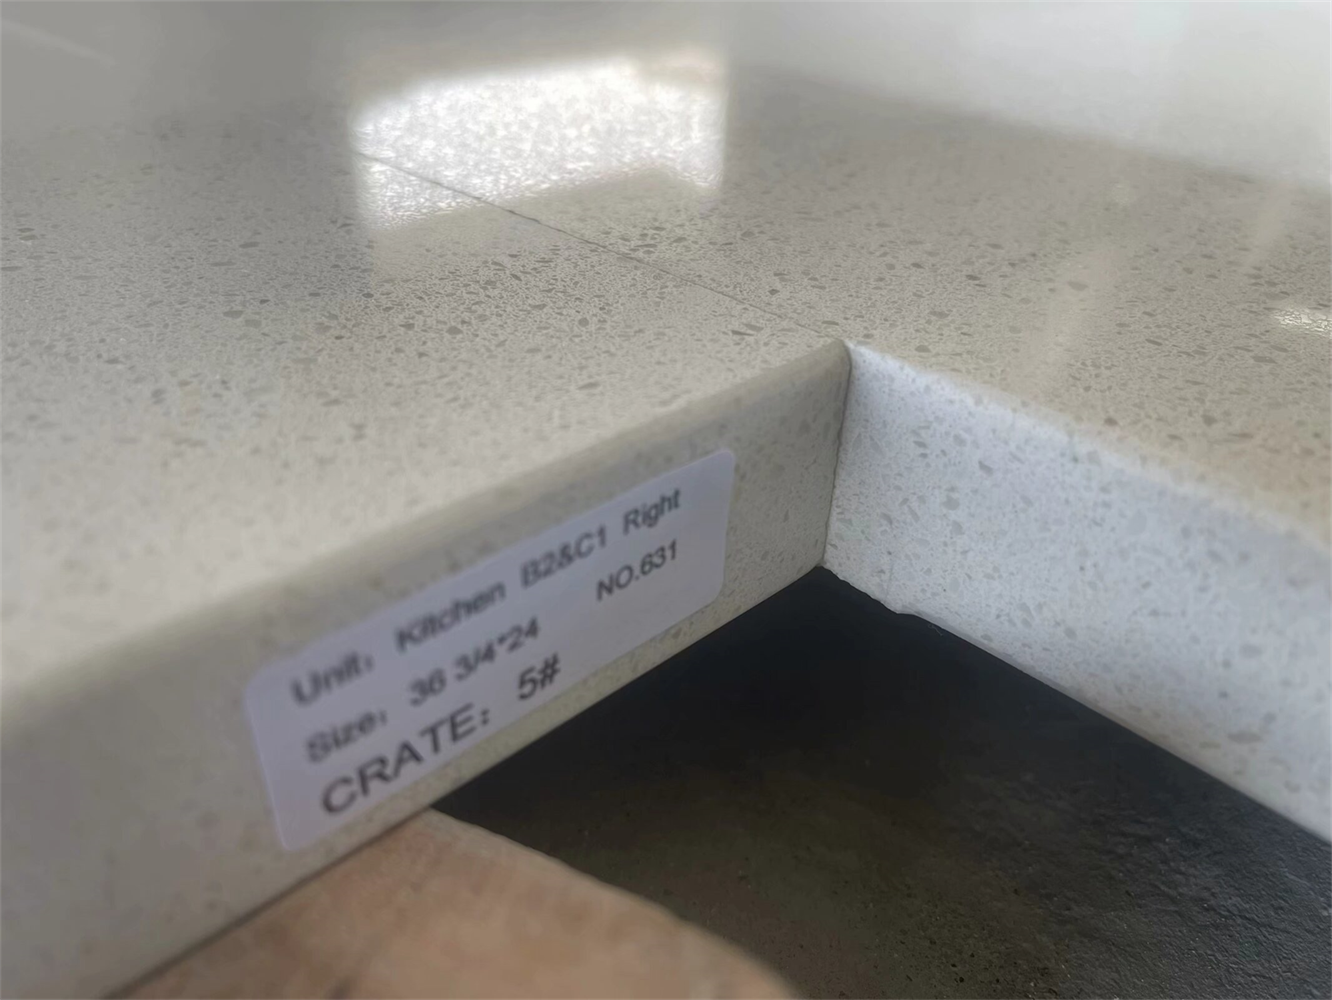 Unit: Kitchen B2&C1 Right
Size: 36 3/4*24 NO.631
CRATE: 5#